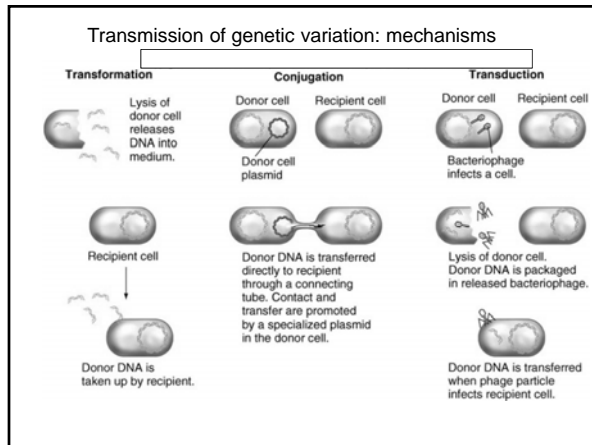 Transmission of genetic variation: mechanisms
Transformation
Lysis of
donor cell
releases
DNA into
medium.
Recipient cell
Donor DNA is
taken up by recipient.
Conjugation
Donor cell
Recipient cell
Donor cell
plasmid
Donor DNA is transferred
directly to recipient
through a connecting
tube. Contact and
transfer are promoted
by a specialized plasmid
in the donor cell.
Transduction
Donor cell
Recipient cell
Bacteriophage
infects a cell.
Lysis of donor cell.
Donor DNA is packaged
in released bacteriophage.
Donor DNA is transferred
when phage particle
infects recipient cell.